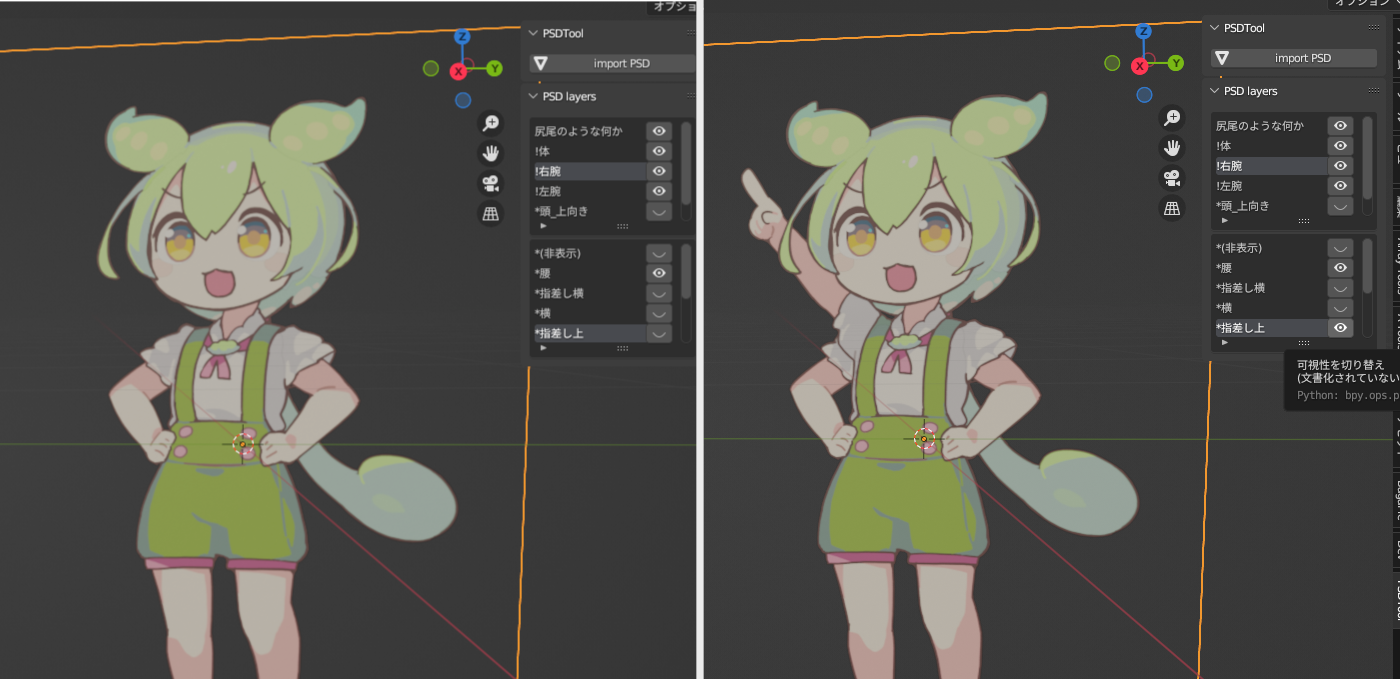 オプショ
PSDTool
import PSD
PSD layers
尻尾のような何か
!体
!右腕
!左腕
*頭_上向き
*(非表示)
*腰
*指差し横
*横
*指差し上
Z
X
Y
オプション
PSDTool
import PSD
PSD layers
尻尾のような何か
!体
!右腕
!左腕
*頭_上向き
*(非表示)
*腰
*指差し横
*横
*指差し上
Z
X
Y
可視性を切り替え
(文書化されていない
Python: bpy.ops.p